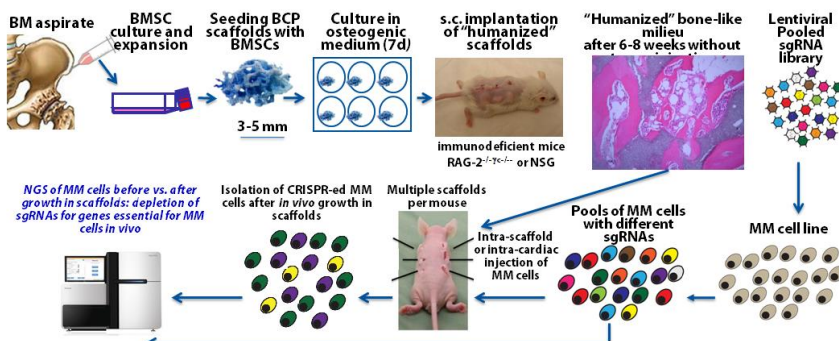 BM aspirate
BMSC
culture and
expansion
Seeding BCP
scaffolds with
BMSCs
3-5 mm
Culture in
osteogenic
medium (7d)
s.c. implantation
of “humanized”
scaffolds
immunodeficient mice
RAG-2-/-γc-/-- or NSG
“Humanized” bone-like
milieu
after 6-8 weeks without
Lentiviral
Pooled
sgRNA
library
NGS of MM cells before vs. after
growth in scaffolds: depletion of
sgRNAs for genes essential for MM
cells in vivo
Isolation of CRISPR-ed MM
cells after in vivo growth in
scaffolds
Multiple scaffolds
per mouse
Intra-scaffold
or intra-cardiac
injection of
MM cells
Pools of MM cells
with different
sgRNAs
MM cell line